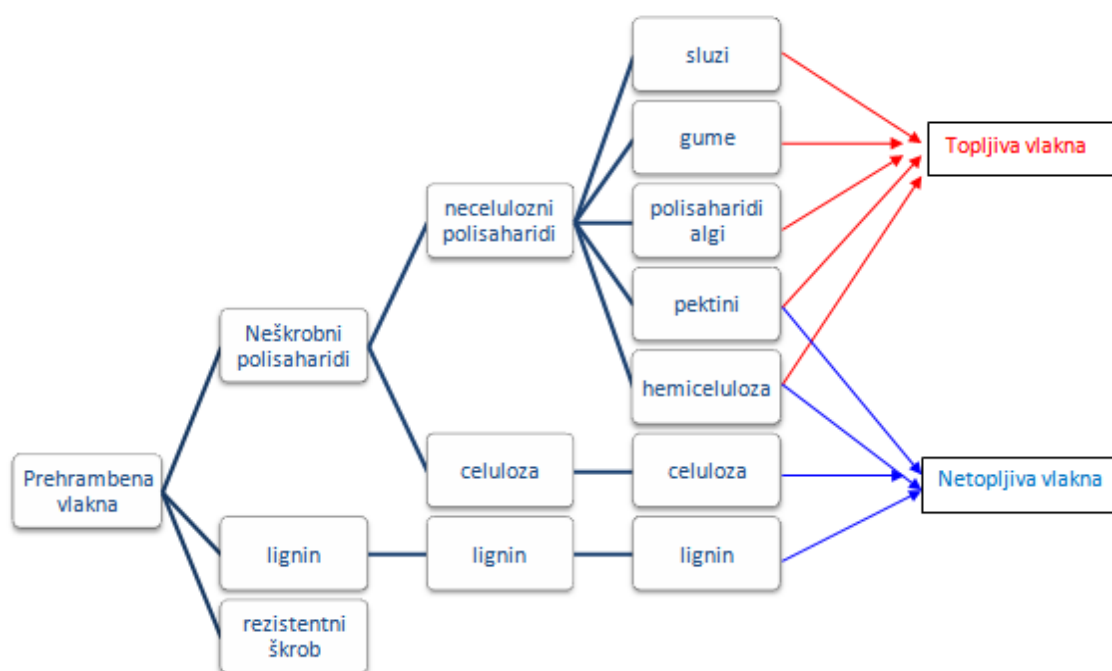 sluzi
gume
Topljiva vlakna
necelulozni
polisaharidi
polisaharidi
algi
pektini
Neškrobni
polisaharidi
hemiceluloza
Prehrambena
vlakna
celuloza
celuloza
Netopljiva vlakna
lignin
lignin
lignin
rezistentni
škrob